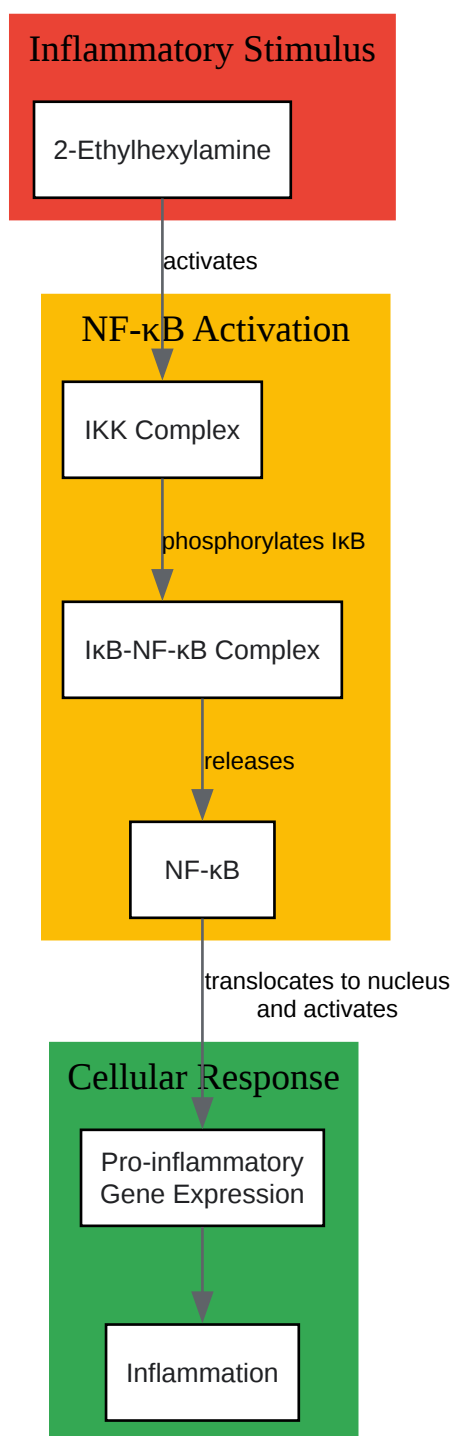 Inflammatory Stimulus
2-Ethylhexylamine
activates
NF-κB Activation
IKK Complex
phosphorylates IκB
IκB-NF-κB Complex
releases
NF-κB
translocates to nucleus
and activates
Cellular Response
Pro-inflammatory
Gene Expression
Inflammation